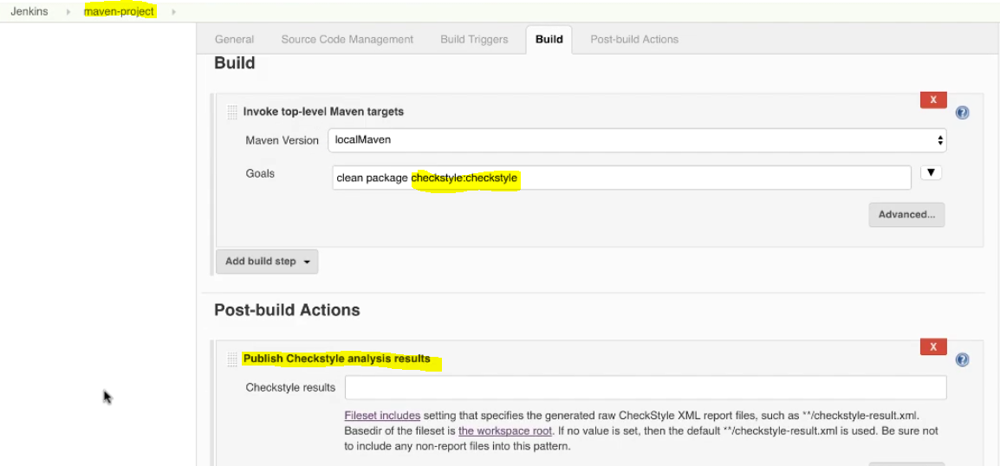 Jenkins maven-project
General Source Code Management Build Triggers Build Post-build Actions
Build
X
Invoke top-level Maven targets
?
Maven Version localMaven
Goals clean package checkstyle:checkstyle
Advanced...
Add build step
Post-build Actions
X
Publish Checkstyle analysis results
?
Checkstyle results
Fileset includes setting that specifies the generated raw CheckStyle XML report files, such as **/checkstyle-result.xml.
Basedir of the fileset is the workspace root. If no value is set, then the default **/checkstyle-result.xml is used. Be sure not
to include any non-report files into this pattern.